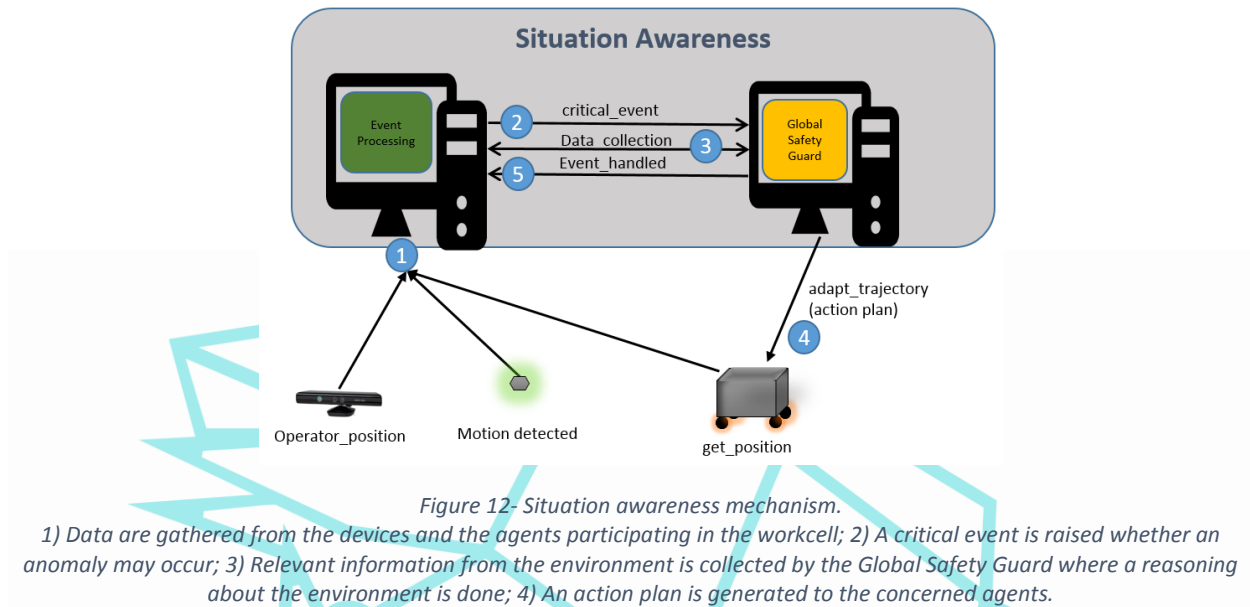 Situation Awareness
Event
Processing
2
critical_event
Data_collection
3
Event_handled
5
Global
Safety
Guard
1
adapt_trajectory
(action plan)
4
Operator_position
Motion detected
get_position
Figure 12- Situation awareness mechanism.
1) Data are gathered from the devices and the agents participating in the workcell; 2) A critical event is raised whether an
anomaly may occur; 3) Relevant information from the environment is collected by the Global Safety Guard where a reasoning
about the environment is done; 4) An action plan is generated to the concerned agents.